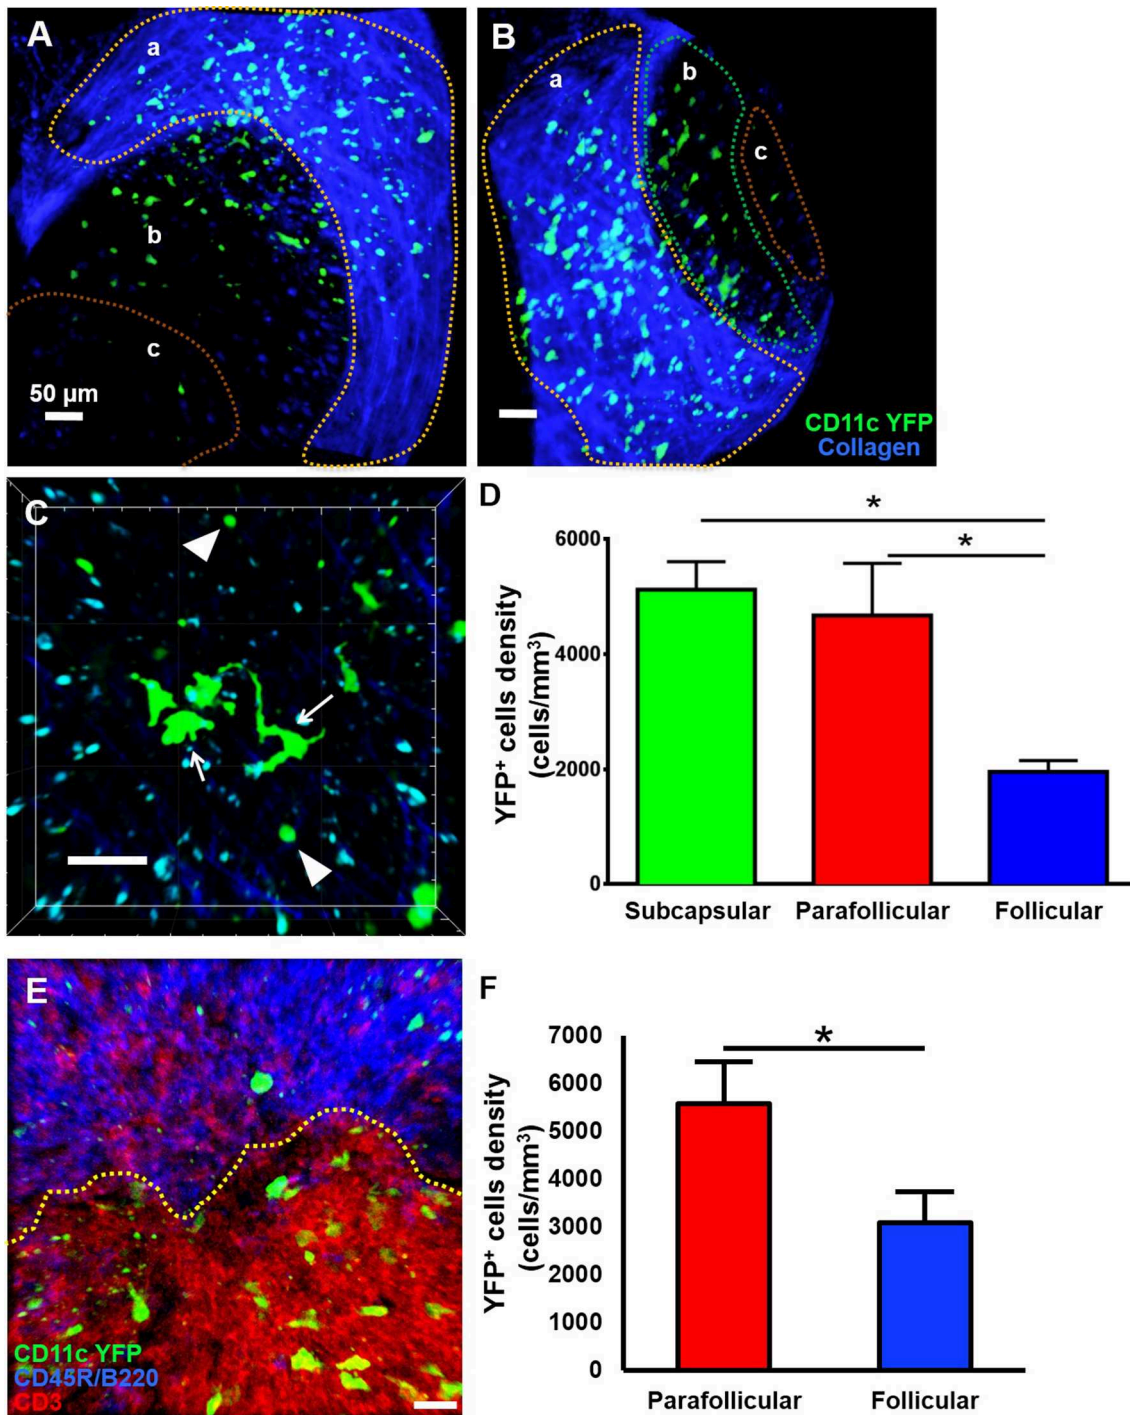 A
a
b
c
50 µm
B
a
b
c
CD11c YFP
Collagen
C
D
*
*
YFP+ cells density
(cells/mm3)
6000
4000
2000
0
Subcapsular
Parafollicular
Follicular
E
CD11c YFP
CD45R/B220
CD3
F
*
YFP+ cells density
(cells/mm3)
7000
6000
5000
4000
3000
2000
1000
0
Parafollicular
Follicular